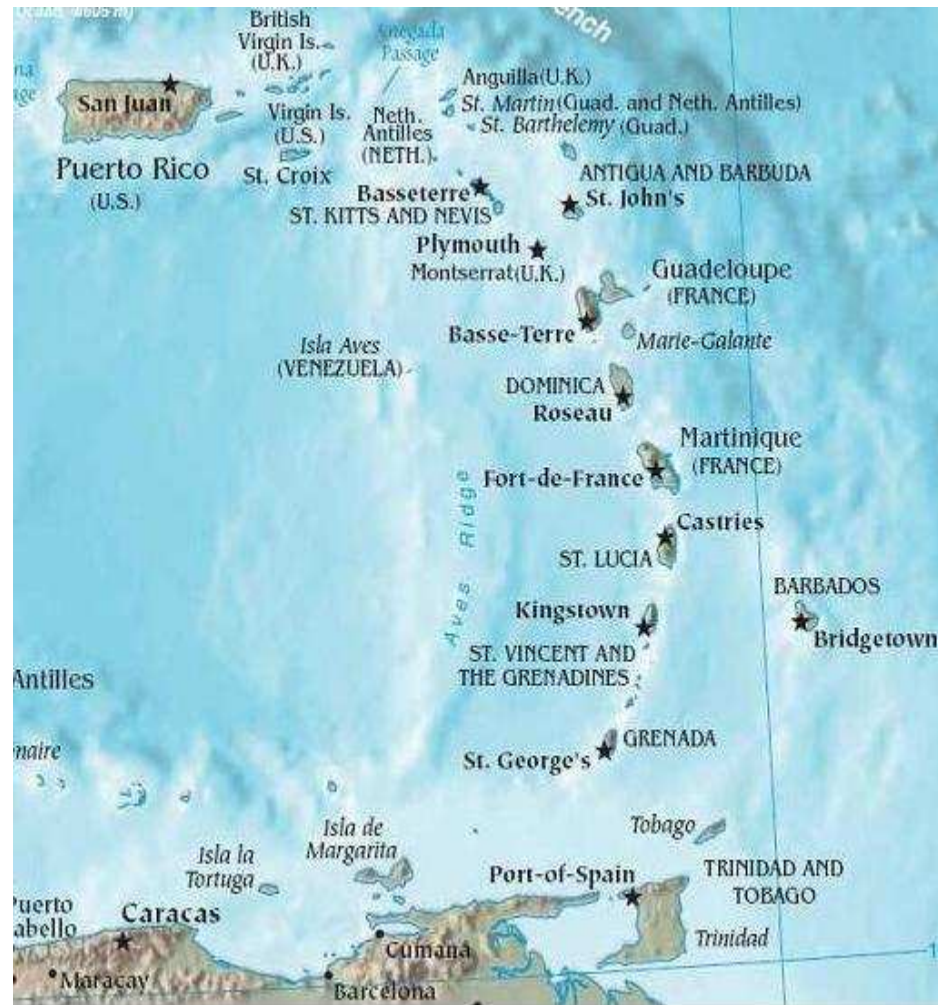 British
Virgin Is.
(U.K.)
Anegada
Passage
Anguilla (U.K.)
St. Martin (Guad. and Neth. Antilles)
St. Barthelemy (Guad.)
San Juan
Virgin Is.
(U.S.)
Neth.
Antilles
(NETH.)
Puerto Rico
(U.S.)
St. Croix
ANTIGUA AND BARBUDA
St. John's
Basseterre
ST. KITTS AND NEVIS
Plymouth
Montserrat (U.K.)
Guadeloupe
(FRANCE)
Basse-Terre
Marie-Galante
Isla Aves
(VENEZUELA)
DOMINICA
Roseau
Martinique
(FRANCE)
Fort-de-France
Aves Ridge
Castries
ST. LUCIA
BARBADOS
Bridgetown
Kingstown
ST. VINCENT AND
THE GRENADINES
Antilles
naire
GRENADA
St. George's
Tobago
Isla de
Margarita
Isla la
Tortuga
Port-of-Spain
TRINIDAD AND
TOBAGO
Trinidad
Puerto
abello
Caracas
Cumana
Maracay
Barcelona